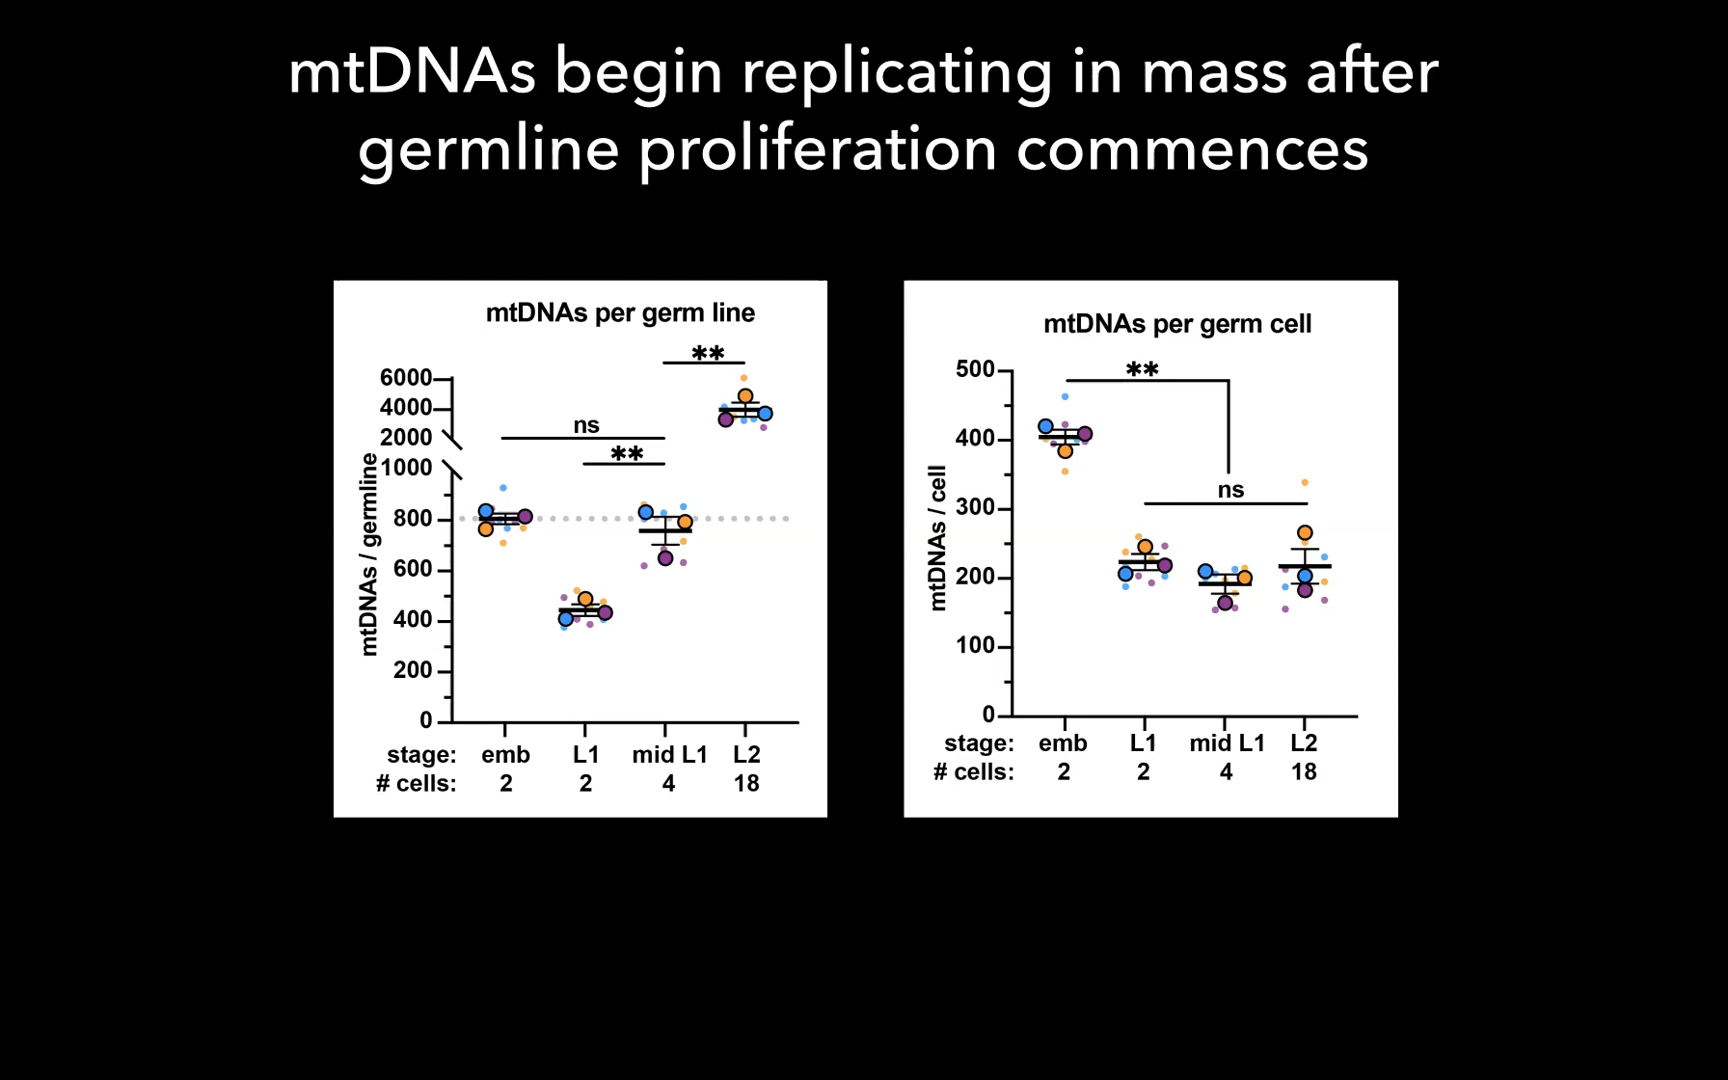 mtDNAs begin replicating in mass after
germline proliferation commences
mtDNAs per germ line
**
6000
4000
2000
ns
**
1000
800
600
400
200
0
mtDNAs / germline
stage: emb L1 mid L1 L2
# cells: 2 2 4 18
mtDNAs per germ cell
500
**
400
300
ns
200
100
0
mtDNAs / cell
stage: emb L1 mid L1 L2
# cells: 2 2 4 18